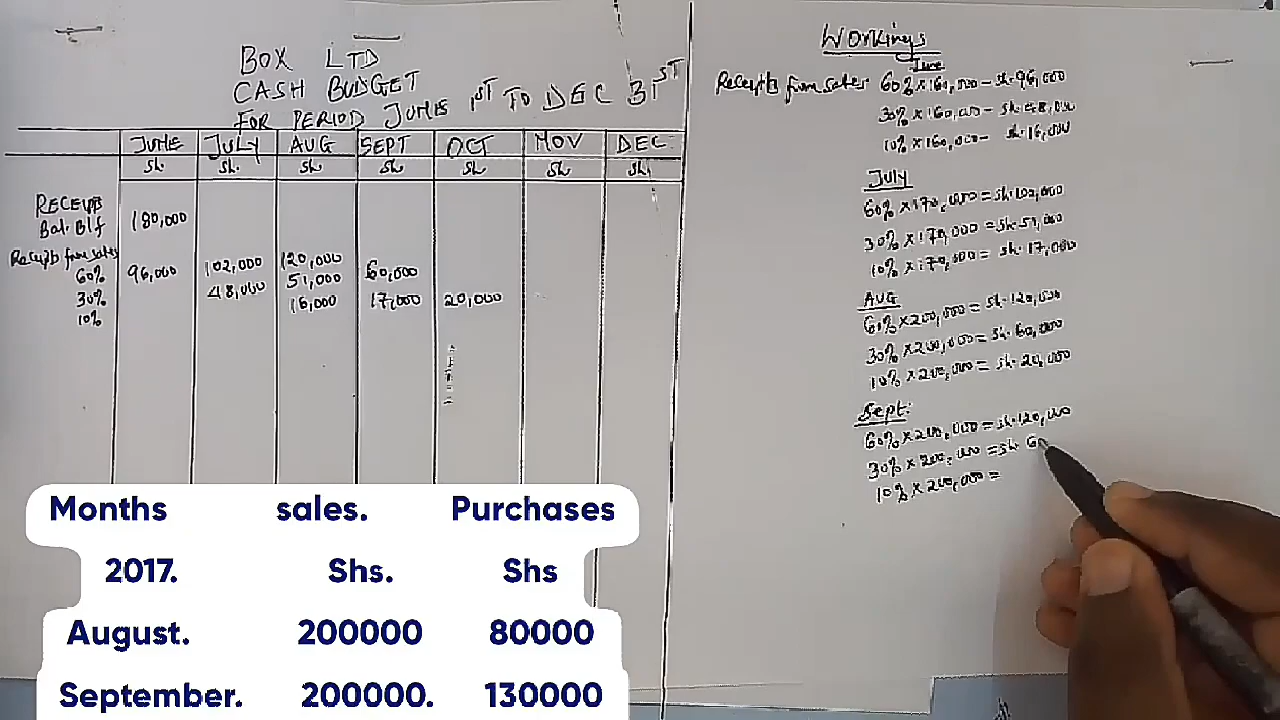 BOX LTD
CASH BUDGET
FOR PERIOD JUNE 1ST TO DEC 31ST
JUNE JULY AUG SEPT OCT NOV DEC
sh. sh. sh. sh. sh. sh. sh.
RECEIPTS
Bal. B/f 180,000
Receipts from sales
60% 96,000 102,000 120,000
30% 48,000 51,000 60,000
10% 16,000 17,000 20,000
Workings
June
Receipts from sales 60% x 160,000 - sh. 96,000
30% x 160,000 - sh. 48,000
10% x 160,000 - sh. 16,000
July
60% x 170,000 = sh. 102,000
30% x 170,000 = sh. 51,000
10% x 170,000 = sh. 17,000
AUG
60% x 200,000 = sh. 120,000
30% x 200,000 = sh. 60,000
10% x 200,000 = sh. 20,000
Sept:
60% x 200,000 = sh. 120,000
30% x 200,000 = sh. 60
10% x 200,000 =
Months sales. Purchases
2017. Shs. Shs
August. 200000 80000
September. 200000. 130000